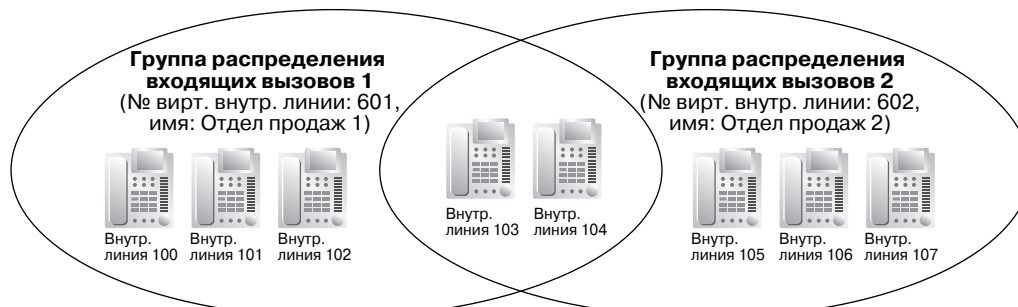 Группа распределения
входящих вызовов 1
(№ вирт. внутр. линии: 601,
имя: Отдел продаж 1)
Группа распределения
входящих вызовов 2
(№ вирт. внутр. линии: 602,
имя: Отдел продаж 2)
Внутр.
линия 100
Внутр.
линия 101
Внутр.
линия 102
Внутр.
линия 103
Внутр.
линия 104
Внутр.
линия 105
Внутр.
линия 106
Внутр.
линия 107